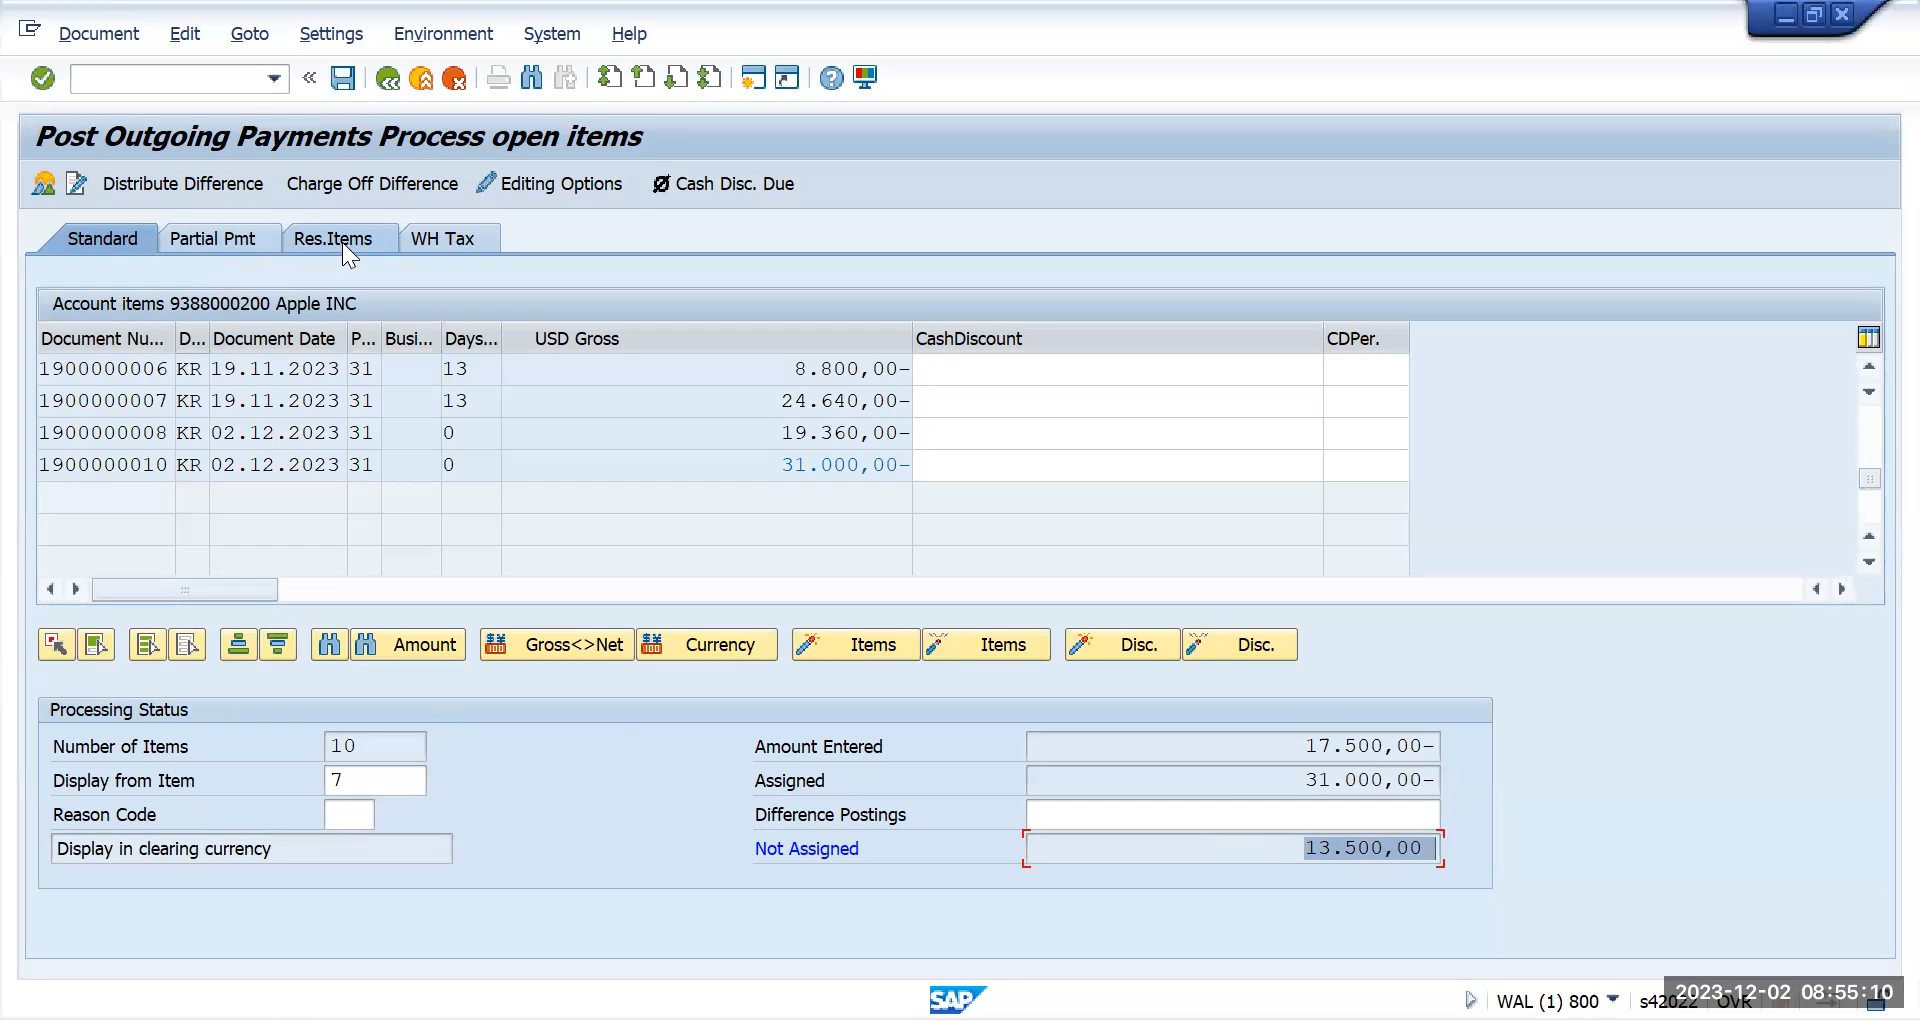 Document Edit Goto Settings Environment System Help
Post Outgoing Payments Process open items
Distribute Difference Charge Off Difference Editing Options Cash Disc. Due
Standard Partial Pmt Res.Items WH Tax
Account items 9388000200 Apple INC
Document Nu... D... Document Date P... Busi... Days... USD Gross CashDiscount CDPer.
1900000006 KR 19.11.2023 31 13 8.800,00-
1900000007 KR 19.11.2023 31 13 24.640,00-
1900000008 KR 02.12.2023 31 0 19.360,00-
1900000010 KR 02.12.2023 31 0 31.000,00-
Amount Gross<>Net Currency Items Items Disc. Disc.
Processing Status
Number of Items 10 Amount Entered 17.500,00-
Display from Item 7 Assigned 31.000,00-
Reason Code Difference Postings
Display in clearing currency Not Assigned 13.500,00
SAP WAL (1) 800 s42022 OVR
2023-12-02 08:55:10